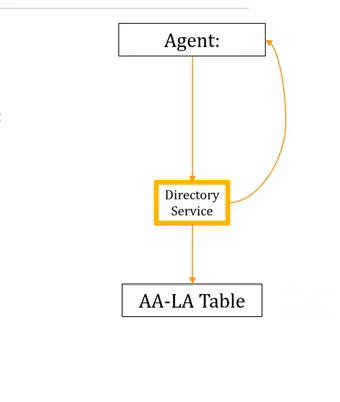 Agent:
Directory
Service
AA-LA Table